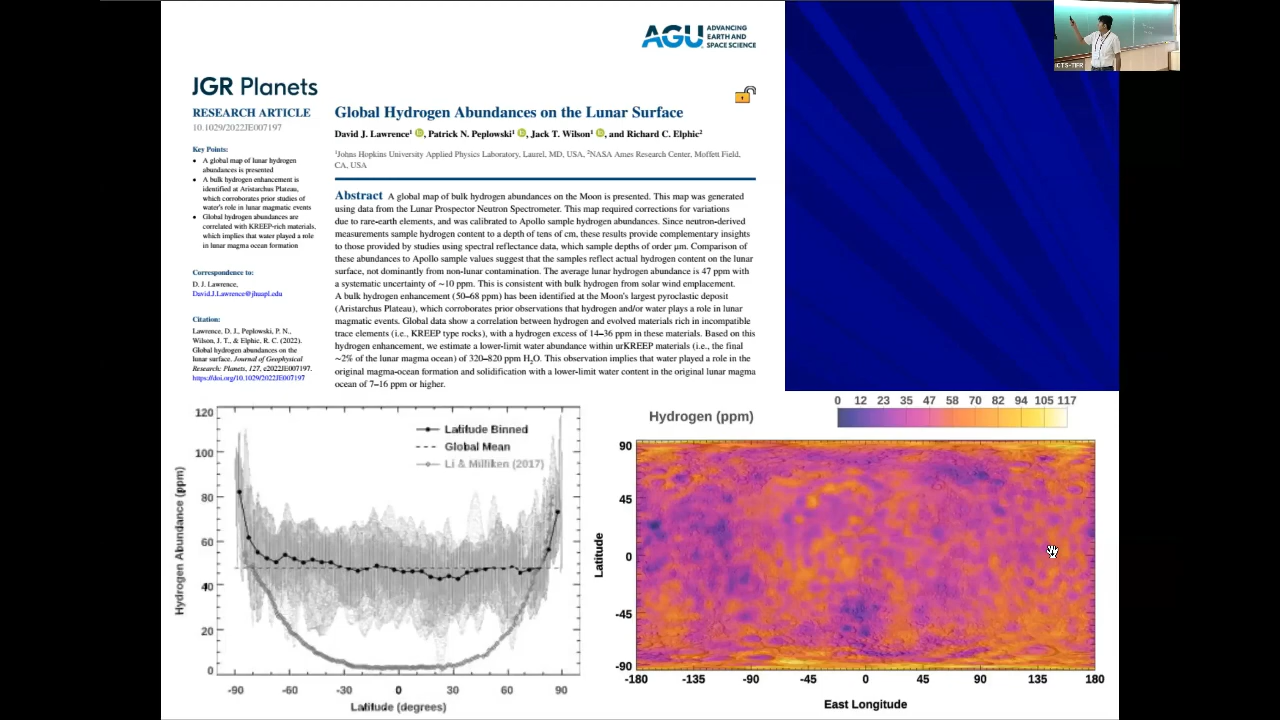 AGU ADVANCING
EARTH AND
SPACE SCIENCE
JGR Planets
RESEARCH ARTICLE
10.1029/2022JE007197
Key Points:
• A global map of lunar hydrogen
abundances is presented
• A bulk hydrogen enhancement is
identified at Aristarchus Plateau,
which corroborates prior studies of
water's role in lunar magmatic events
• Global hydrogen abundances are
correlated with KREEP-rich materials,
which implies that water played a role
in lunar magma ocean formation
Correspondence to:
D. J. Lawrence,
David.J.Lawrence@jhuapl.edu
Citation:
Lawrence, D. J., Peplowski, P. N.,
Wilson, J. T., & Elphic, R. C. (2022).
Global hydrogen abundances on the
lunar surface. Journal of Geophysical
Research: Planets, 127, e2022JE007197.
https://doi.org/10.1029/2022JE007197
Global Hydrogen Abundances on the Lunar Surface
David J. Lawrence¹, Patrick N. Peplowski¹, Jack T. Wilson¹, and Richard C. Elphic²
¹Johns Hopkins University Applied Physics Laboratory, Laurel, MD, USA, ²NASA Ames Research Center, Moffett Field,
CA, USA
Abstract A global map of bulk hydrogen abundances on the Moon is presented. This map was generated
using data from the Lunar Prospector Neutron Spectrometer. This map required corrections for variations
due to rare-earth elements, and was calibrated to Apollo sample hydrogen abundances. Since neutron-derived
measurements sample hydrogen content to a depth of tens of cm, these results provide complementary insights
to those provided by studies using spectral reflectance data, which sample depths of order μm. Comparison of
these abundances to Apollo sample values suggest that the samples reflect actual hydrogen content on the lunar
surface, not dominantly from non-lunar contamination. The average lunar hydrogen abundance is 47 ppm with
a systematic uncertainty of ~10 ppm. This is consistent with bulk hydrogen from solar wind emplacement.
A bulk hydrogen enhancement (50–68 ppm) has been identified at the Moon's largest pyroclastic deposit
(Aristarchus Plateau), which corroborates prior observations that hydrogen and/or water plays a role in lunar
magmatic events. Global data show a correlation between hydrogen and evolved materials rich in incompatible
trace elements (i.e., KREEP type rocks), with a hydrogen excess of 14–36 ppm in these materials. Based on this
hydrogen enhancement, we estimate a lower-limit water abundance within urKREEP materials (i.e., the final
~2% of the lunar magma ocean) of 320–820 ppm H₂O. This observation implies that water played a role in the
original magma-ocean formation and solidification with a lower-limit water content in the original lunar magma
ocean of 7–16 ppm or higher.
ICTS-TIFR
120
100
80
60
40
20
0
Hydrogen Abundance (ppm)
Latitude Binned
Global Mean
Li & Milliken (2017)
-90 -60 -30 0 30 60 90
Latitude (degrees)
Hydrogen (ppm)
0 12 23 35 47 58 70 82 94 105 117
90
45
0
-45
-90
Latitude
-180 -135 -90 -45 0 45 90 135 180
East Longitude